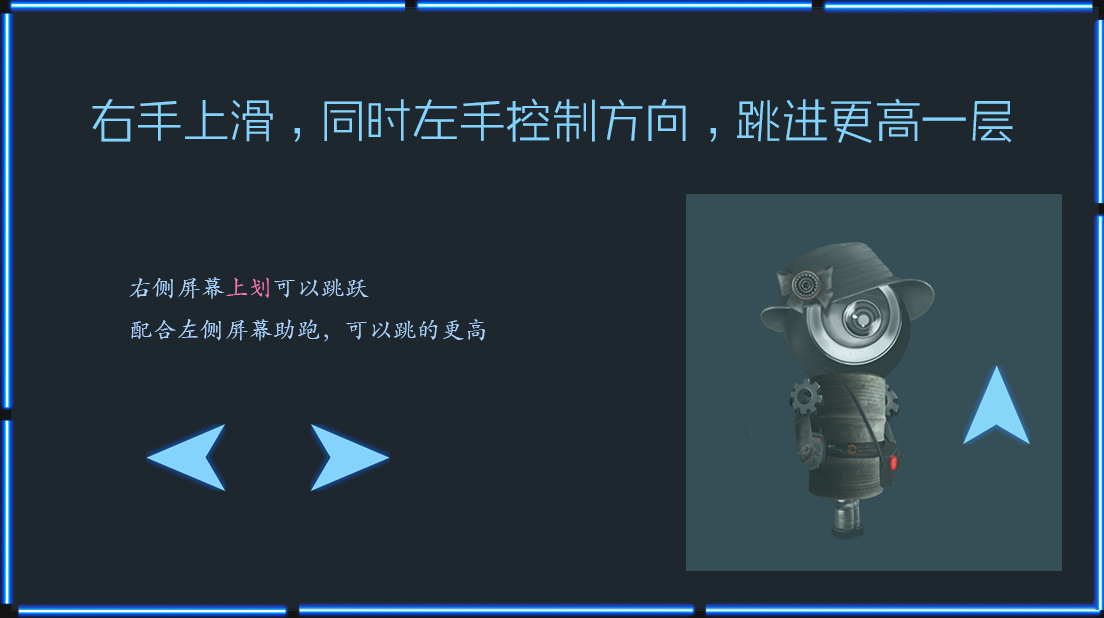 右手上滑，同时左手控制方向，跳进更高一层
右侧屏幕上划可以跳跃
配合左侧屏幕助跑，可以跳的更高